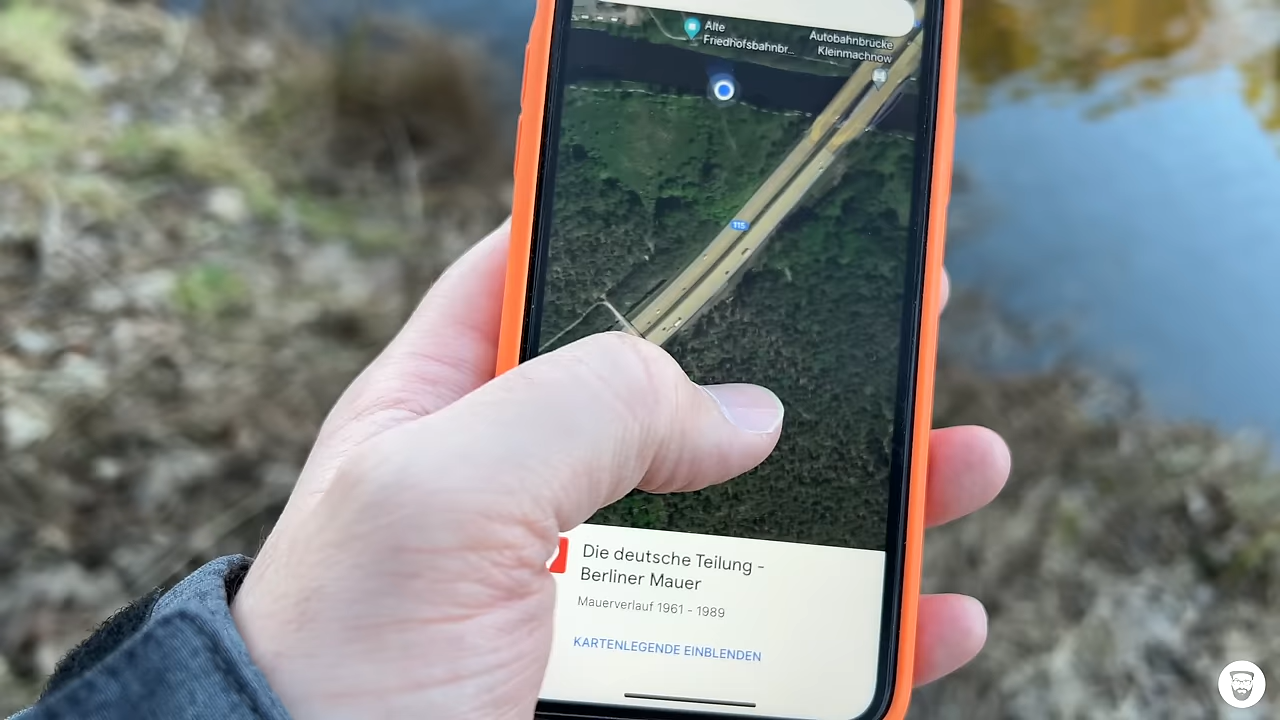 Alte
Friedhofsbahnbr...
Autobahnbrücke
Kleinmachnow
115
Die deutsche Teilung -
Berliner Mauer
Mauerverlauf 1961 - 1989
KARTENLEGENDE EINBLENDEN